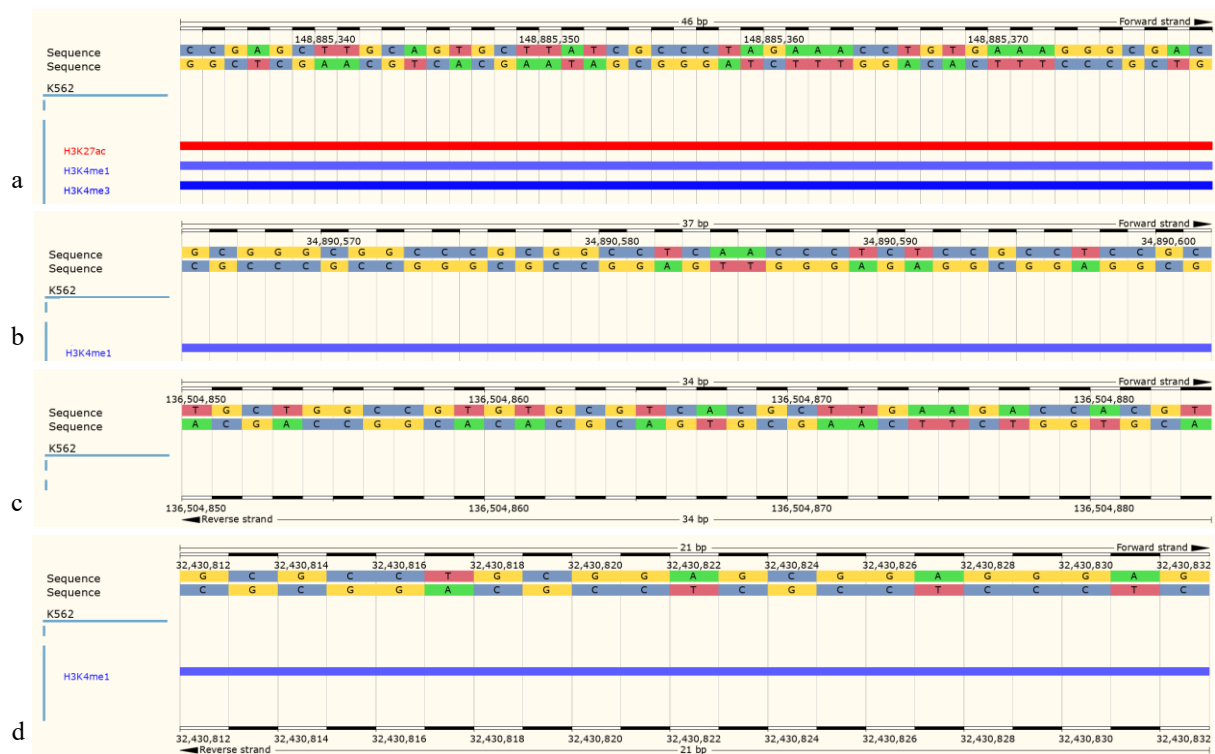 46 bp Forward strand
148,885,340 148,885,350 148,885,360 148,885,370
Sequence C C G A G C T T G C A G T G C T T A T C G C C C T A G A A A C C T G T G A A A G G G C G A C
Sequence G G C T C G A A C G T C A C G A A T A G C G G G A T C T T T G G A C A C T T T C C C G C T G
K562
H3K27ac
H3K4me1
a
H3K4me3
37 bp Forward strand
34,890,570 34,890,580 34,890,590 34,890,600
Sequence G C G G G C G G C C C G C G G C C T C A A C C C T C T C C G C C T C C G C
Sequence C G C C C G C C G G G C G C C G G A G T T G G G A G A G G C G G A G G C G
K562
b
H3K4me1
34 bp Forward strand
136,504,850 136,504,860 136,504,870 136,504,880
Sequence T G C T G G C C G T G T G C G T C A C G C T T G A A G A C C A C G T
Sequence A C G A C C G G C A C A C G C A G T G C G A A C T T C T G G T G C A
K562
c
136,504,850 136,504,860 136,504,870 136,504,880
Reverse strand 34 bp
21 bp Forward strand
32,430,812 32,430,814 32,430,816 32,430,818 32,430,820 32,430,822 32,430,824 32,430,826 32,430,828 32,430,830 32,430,832
Sequence G C G C C T G C G G A G C G G A G G G A G
Sequence C G C G G A C G C C T C G C C T C C C T C
K562
H3K4me1
d
32,430,812 32,430,814 32,430,816 32,430,818 32,430,820 32,430,822 32,430,824 32,430,826 32,430,828 32,430,830 32,430,832
Reverse strand 21 bp